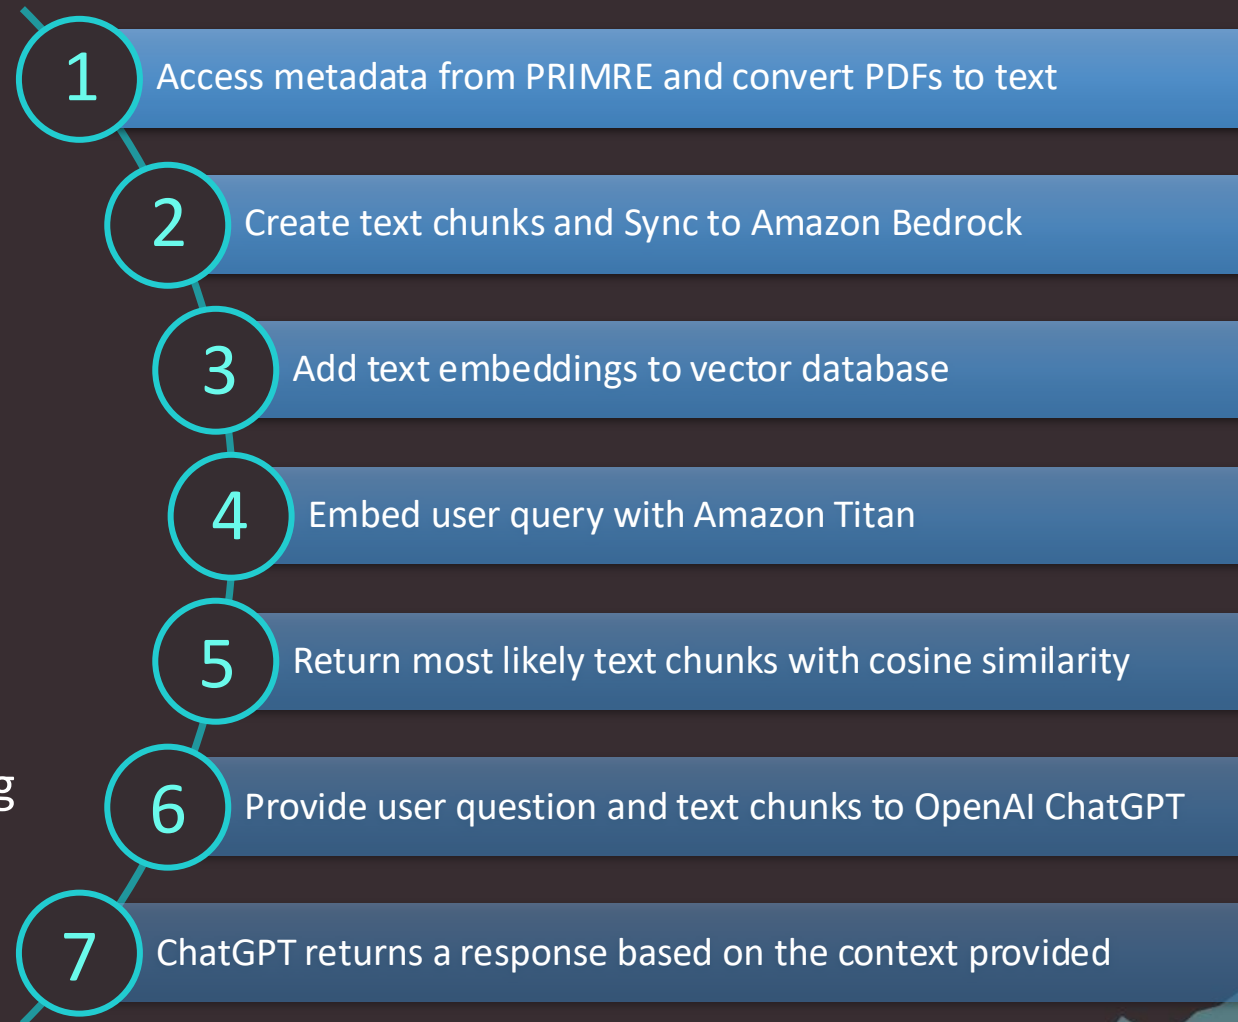 1
Access metadata from PRIMRE and convert PDFs to text
2
Create text chunks and Sync to Amazon Bedrock
3
Add text embeddings to vector database
4
Embed user query with Amazon Titan
5
Return most likely text chunks with cosine similarity
6
Provide user question and text chunks to OpenAI ChatGPT
7
ChatGPT returns a response based on the context provided